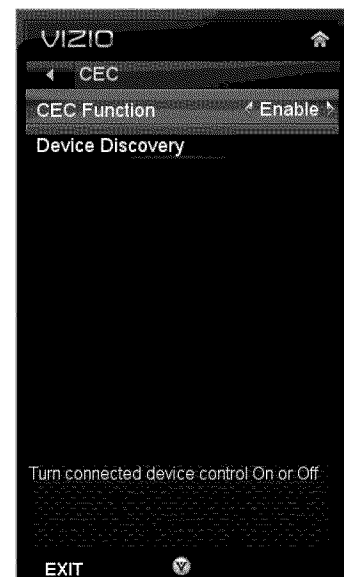 VIZIO
CEC
CEC Function Enable
Device Discovery
Turn connected device control On or Off
EXIT
V